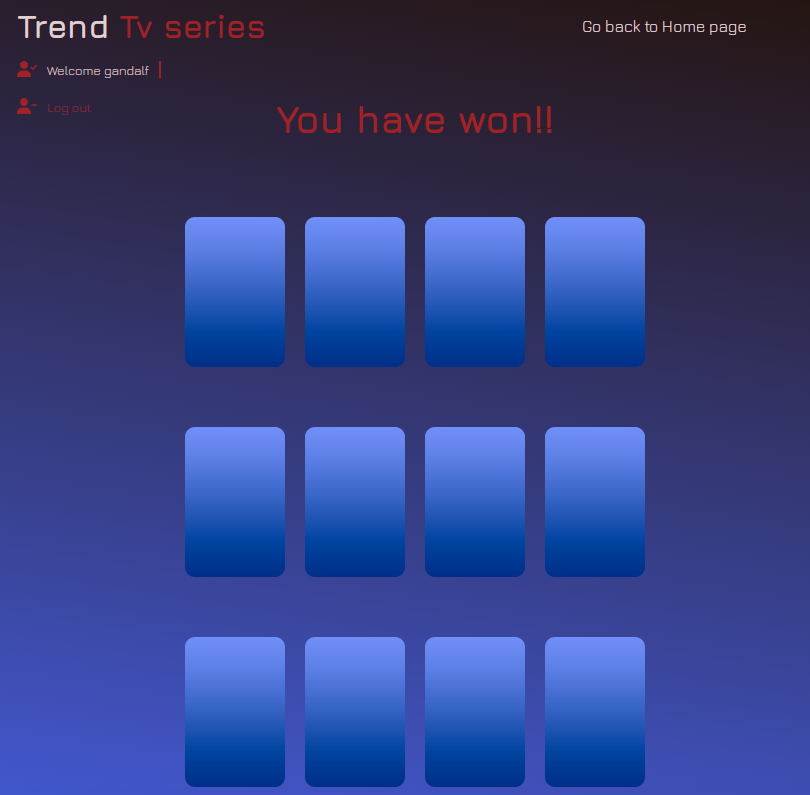 Trend Tv series
Go back to Home page
Welcome gandalf
Log out
You have won!!